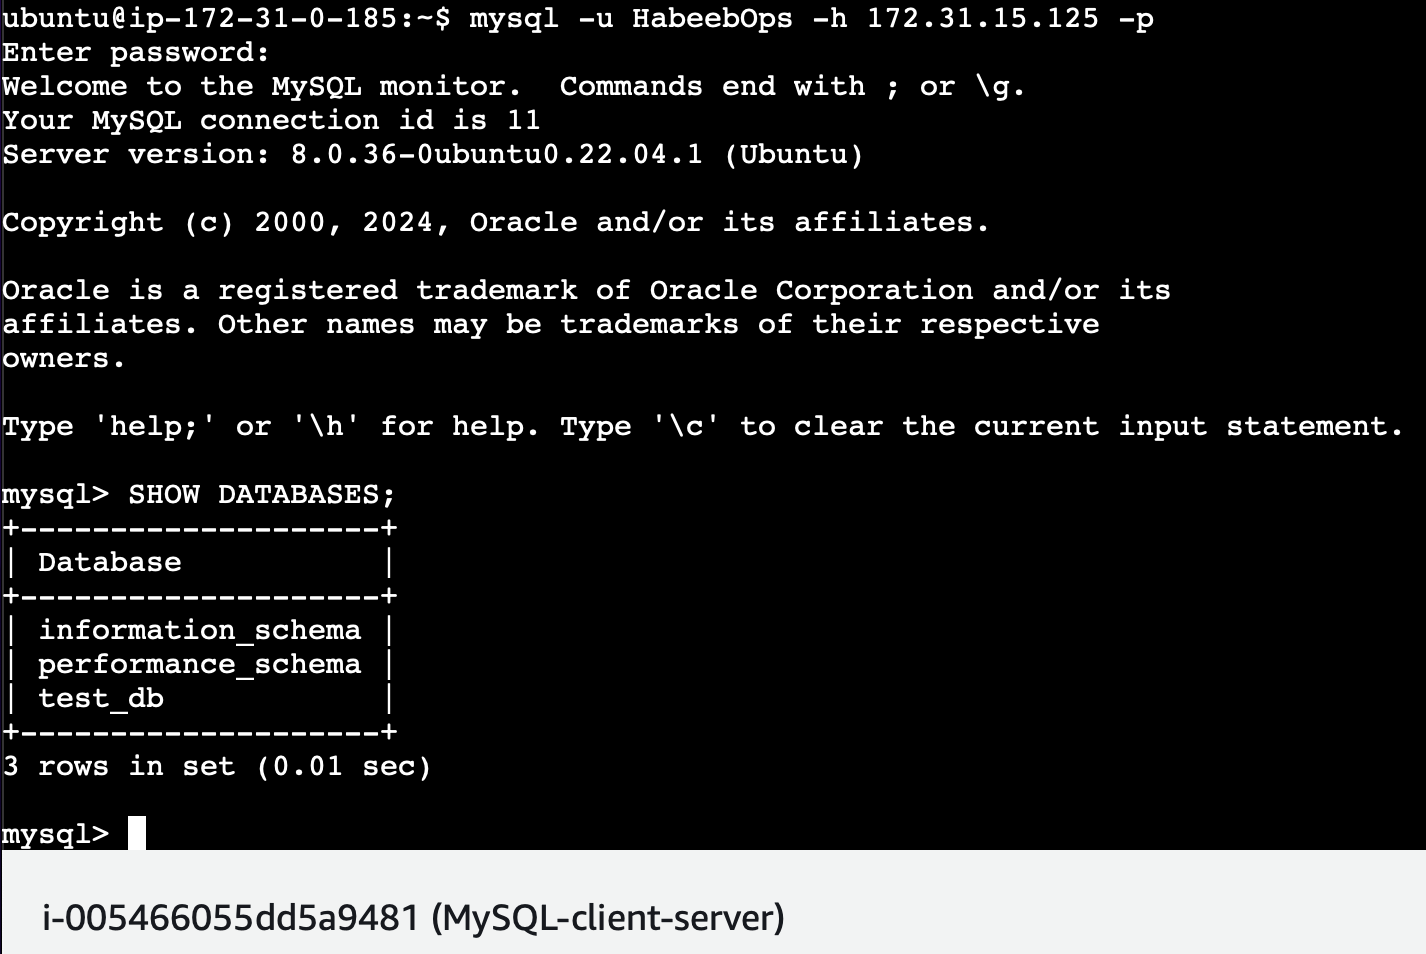 ubuntu@ip-172-31-0-185:~$ mysql -u HabeebOps -h 172.31.15.125 -p
Enter password:
Welcome to the MySQL monitor.  Commands end with ; or \g.
Your MySQL connection id is 11
Server version: 8.0.36-0ubuntu0.22.04.1 (Ubuntu)

Copyright (c) 2000, 2024, Oracle and/or its affiliates.

Oracle is a registered trademark of Oracle Corporation and/or its
affiliates. Other names may be trademarks of their respective
owners.

Type 'help;' or '\h' for help. Type '\c' to clear the current input statement.

mysql> SHOW DATABASES;
+--------------------+
| Database           |
+--------------------+
| information_schema |
| performance_schema |
| test_db            |
+--------------------+
3 rows in set (0.01 sec)

mysql>
i-005466055dd5a9481 (MySQL-client-server)